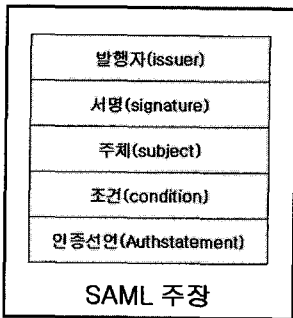 발행자(issuer)
서명(signature)
주체(subject)
조건(condition)
인증선언(Authstatement)
SAML 주장